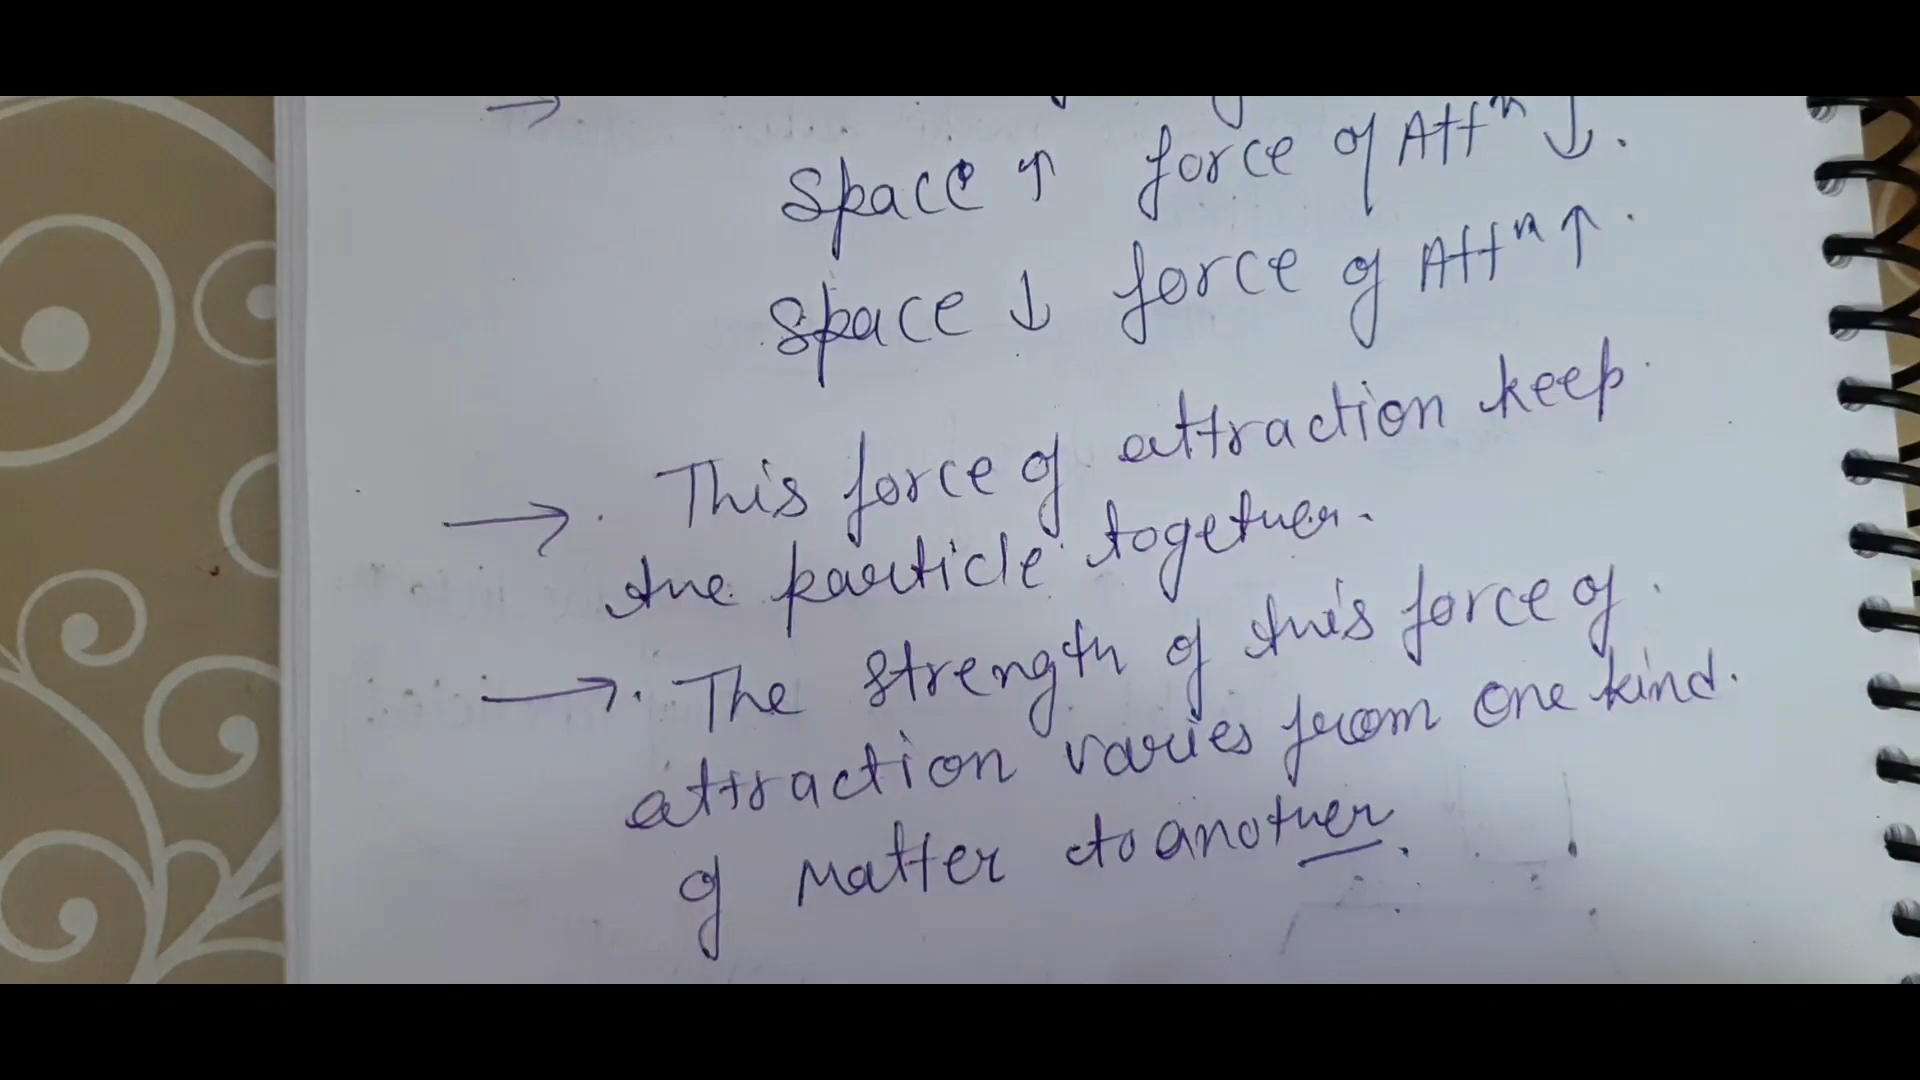 Space ↑ force of Attⁿ ↓.
Space ↓ force of Attⁿ ↑.
→. This force of attraction keep
the particle together.
→. The strength of this force of
attraction varies from one kind.
of Matter to another.